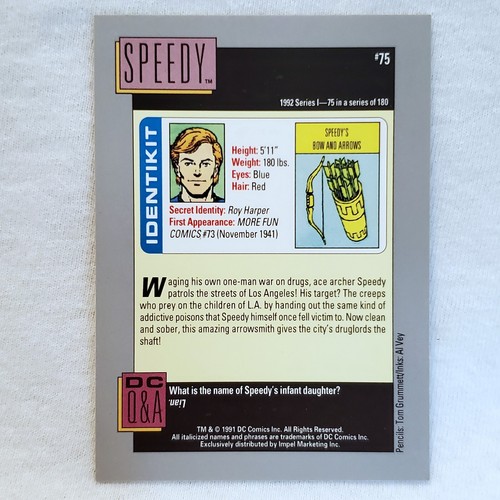 SPEEDY™
#75
1992 Series I—75 in a series of 180
IDENTIKIT
Height: 5'11"
Weight: 180 lbs.
Eyes: Blue
Hair: Red
Secret Identity: Roy Harper
First Appearance: MORE FUN
COMICS #73 (November 1941)
SPEEDY'S
BOW AND ARROWS
Waging his own one-man war on drugs, ace archer Speedy
patrols the streets of Los Angeles! His target? The creeps
who prey on the children of L.A. by handing out the same kind of
addictive poisons that Speedy himself once fell victim to. Now clean
and sober, this amazing arrowsmith gives the city's druglords the
shaft!
DC
Q&A
What is the name of Speedy's infant daughter?
Lian.
TM & © 1991 DC Comics Inc. All Rights Reserved.
All italicized names and phrases are trademarks of DC Comics Inc.
Exclusively distributed by Impel Marketing Inc.
Pencils: Tom Grummett/Inks: Al Vey